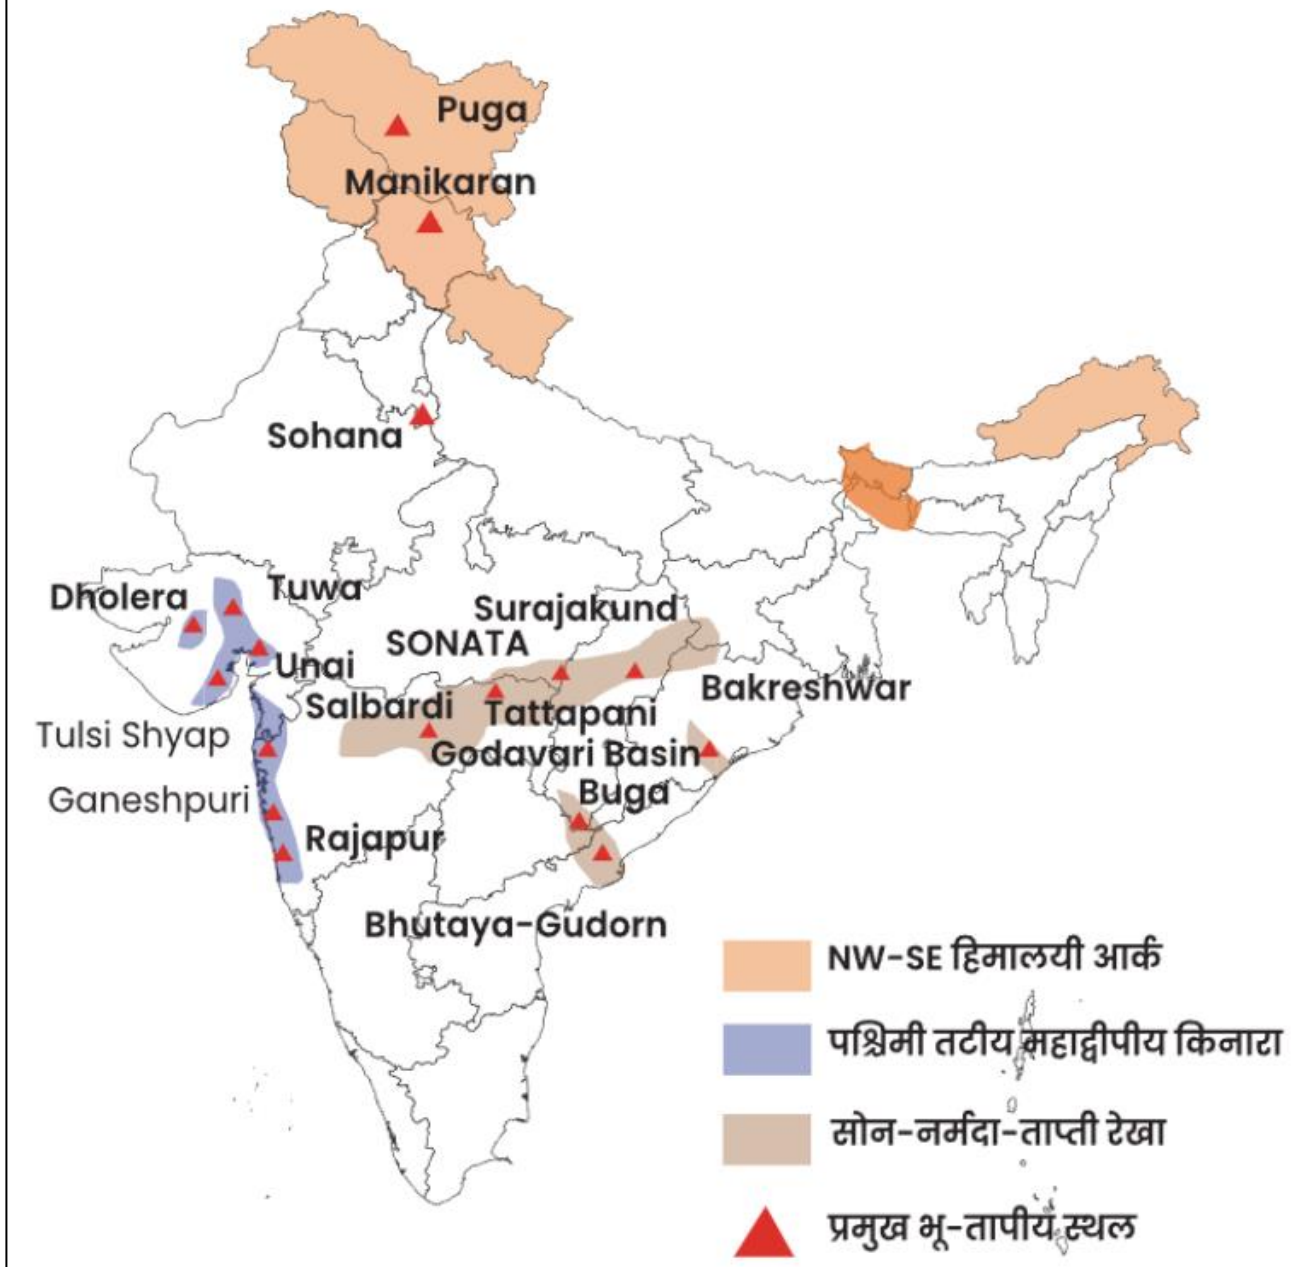 Puga
Manikaran
Sohana
Dholera
Tuwa
Surajakund
SONATA
Unai
Bakreshwar
Salbardi
Tattapani
Tulsi Shyap
Godavari Basin
Ganeshpuri
Buga
Rajapur
Bhutaya-Gudorn
NW-SE हिमालयी आर्क
पश्चिमी तटीय महाद्वीपीय किनारा
सोन-नर्मदा-ताप्ती रेखा
प्रमुख भू-तापीय स्थल